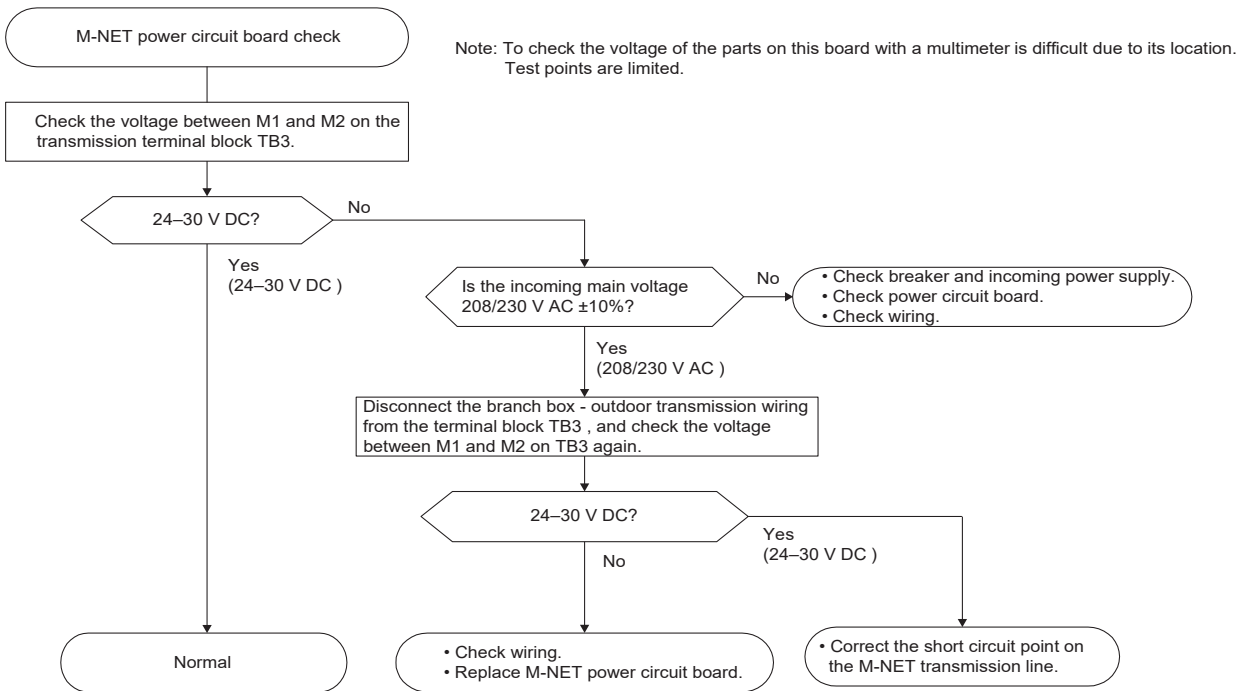 M-NET power circuit board check
Note: To check the voltage of the parts on this board with a multimeter is difficult due to its location.
Test points are limited.
Check the voltage between M1 and M2 on the
transmission terminal block TB3.
24–30 V DC?
No
Yes
(24–30 V DC )
Is the incoming main voltage
208/230 V AC ±10%?
No
• Check breaker and incoming power supply.
• Check power circuit board.
• Check wiring.
Yes
(208/230 V AC )
Disconnect the branch box - outdoor transmission wiring
from the terminal block TB3 , and check the voltage
between M1 and M2 on TB3 again.
24–30 V DC?
Yes
(24–30 V DC )
No
Normal
• Check wiring.
• Replace M-NET power circuit board.
• Correct the short circuit point on
the M-NET transmission line.